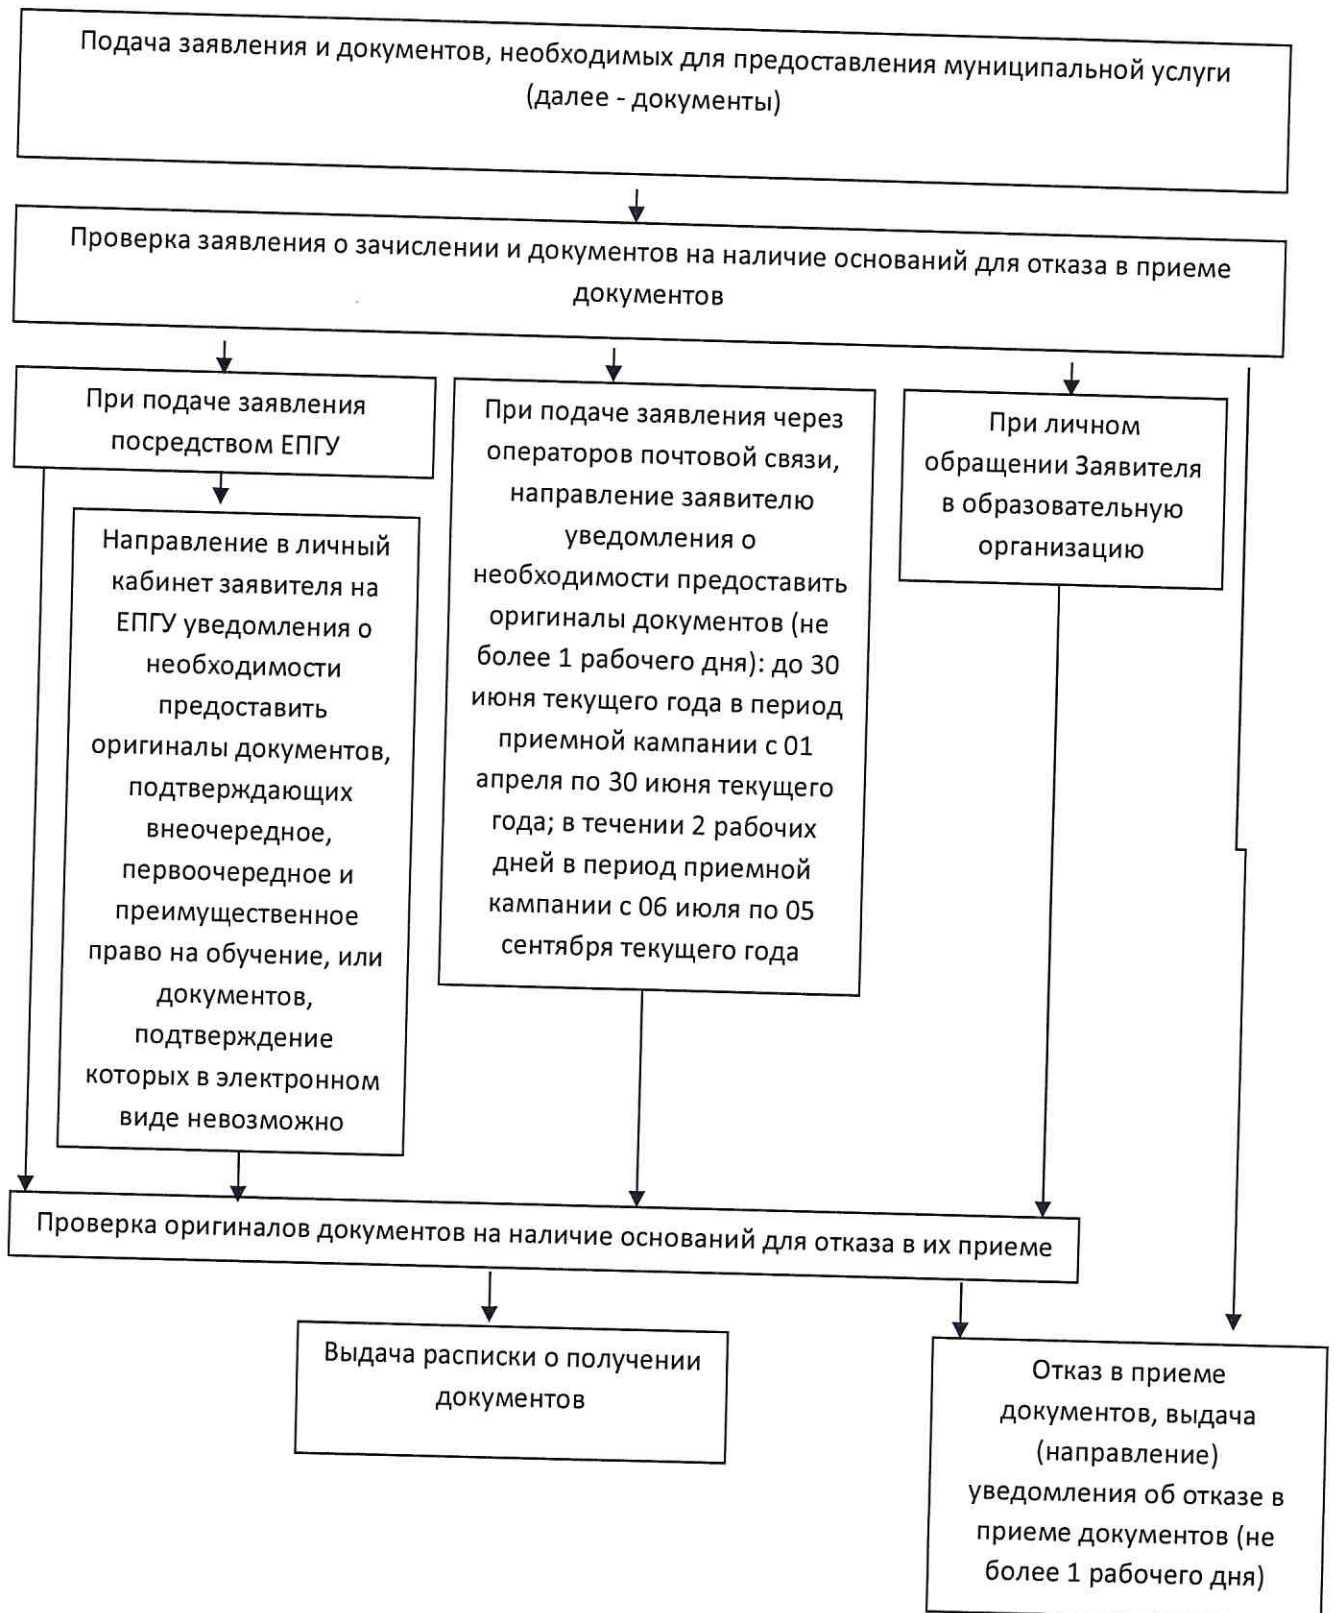 Подача заявления и документов, необходимых для предоставления муниципальной услуги
(далее - документы)
Проверка заявления о зачислении и документов на наличие оснований для отказа в приеме
документов
При подаче заявления
посредством ЕПГУ
Направление в личный
кабинет заявителя на
ЕПГУ уведомления о
необходимости
предоставить
оригиналы документов,
подтверждающих
внеочередное,
первоочередное и
преимущественное
право на обучение, или
документов,
подтверждение
которых в электронном
виде невозможно
При подаче заявления через
операторов почтовой связи,
направление заявителю
уведомления о
необходимости предоставить
оригиналы документов (не
более 1 рабочего дня): до 30
июня текущего года в период
приемной кампании с 01
апреля по 30 июня текущего
года; в течении 2 рабочих
дней в период приемной
кампании с 06 июля по 05
сентября текущего года
При личном
обращении Заявителя
в образовательную
организацию
Проверка оригиналов документов на наличие оснований для отказа в их приеме
Выдача расписки о получении
документов
Отказ в приеме
документов, выдача
(направление)
уведомления об отказе в
приеме документов (не
более 1 рабочего дня)